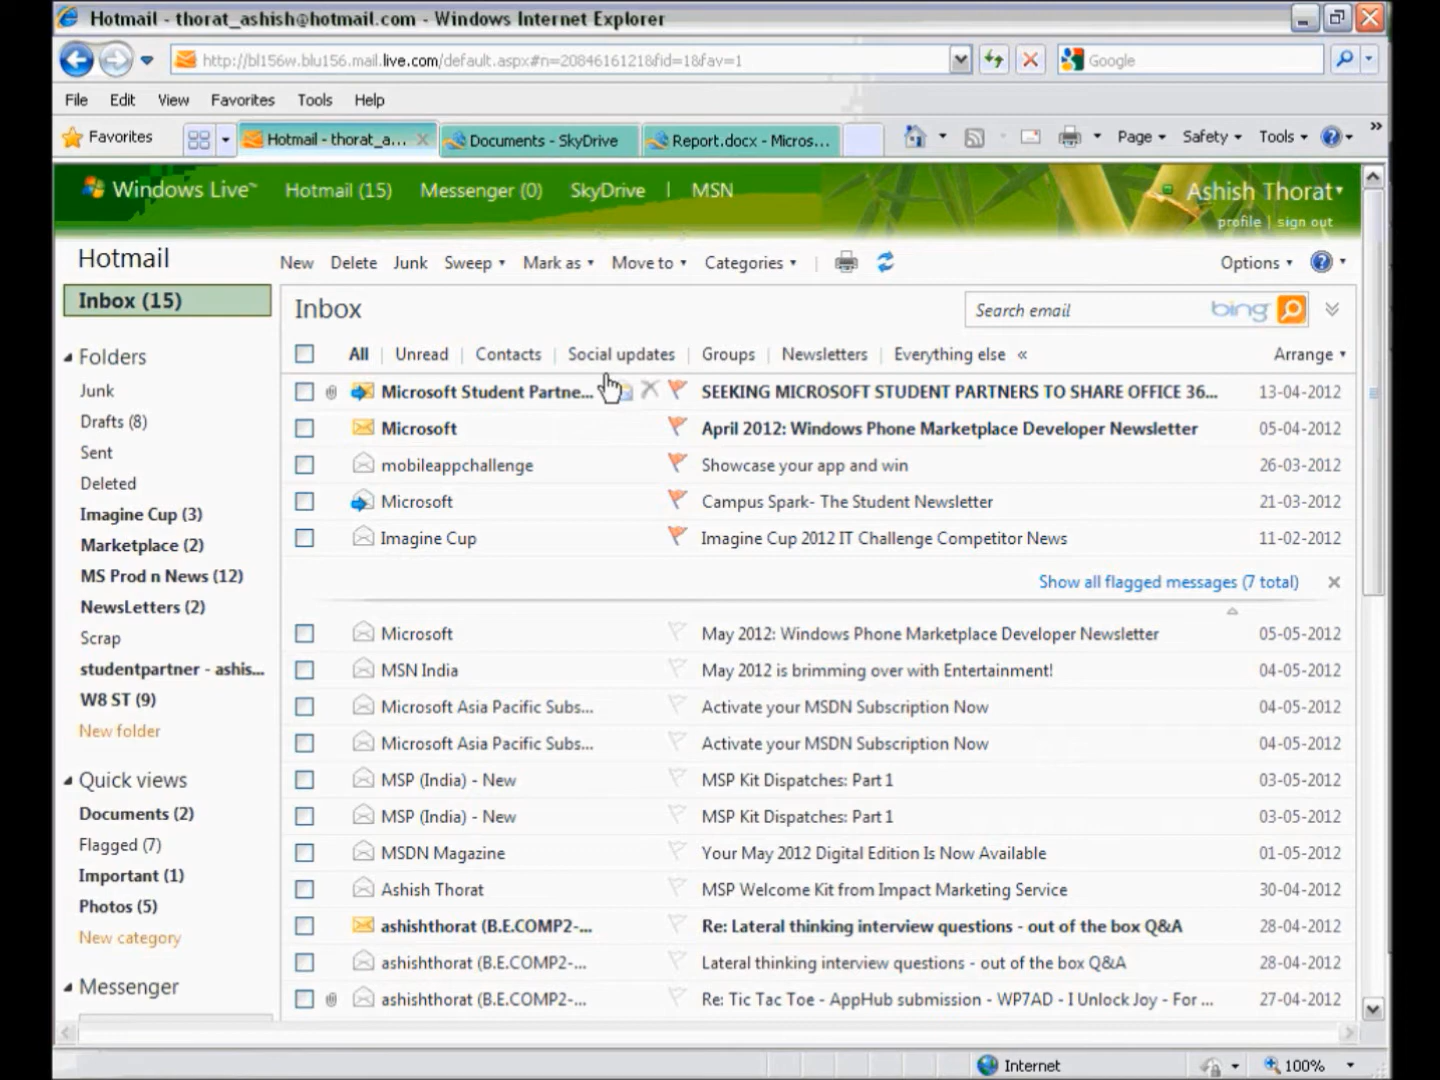 Hotmail - thorat_ashish@hotmail.com - Windows Internet Explorer
http://bl156w.blu156.mail.live.com/default.aspx#n=2084616121&fid=1&fav=1
Google
File Edit View Favorites Tools Help
Favorites Hotmail - thorat_a... Documents - SkyDrive Report.docx - Micros... Page Safety Tools
Windows Live Hotmail (15) Messenger (0) SkyDrive | MSN Ashish Thorat
profile | sign out
Hotmail New Delete Junk Sweep Mark as Move to Categories Options
Inbox (15)
Inbox Search email bing
All Unread Contacts Social updates Groups Newsletters Everything else « Arrange
Microsoft Student Partne... SEEKING MICROSOFT STUDENT PARTNERS TO SHARE OFFICE 36... 13-04-2012
Microsoft April 2012: Windows Phone Marketplace Developer Newsletter 05-04-2012
mobileappchallenge Showcase your app and win 26-03-2012
Microsoft Campus Spark- The Student Newsletter 21-03-2012
Imagine Cup Imagine Cup 2012 IT Challenge Competitor News 11-02-2012
Show all flagged messages (7 total)
Microsoft May 2012: Windows Phone Marketplace Developer Newsletter 05-05-2012
MSN India May 2012 is brimming over with Entertainment! 04-05-2012
Microsoft Asia Pacific Subs... Activate your MSDN Subscription Now 04-05-2012
Microsoft Asia Pacific Subs... Activate your MSDN Subscription Now 04-05-2012
MSP (India) - New MSP Kit Dispatches: Part 1 03-05-2012
MSP (India) - New MSP Kit Dispatches: Part 1 03-05-2012
MSDN Magazine Your May 2012 Digital Edition Is Now Available 01-05-2012
Ashish Thorat MSP Welcome Kit from Impact Marketing Service 30-04-2012
ashishthorat (B.E.COMP2-... Re: Lateral thinking interview questions - out of the box Q&A 28-04-2012
ashishthorat (B.E.COMP2-... Lateral thinking interview questions - out of the box Q&A 28-04-2012
ashishthorat (B.E.COMP2-... Re: Tic Tac Toe - AppHub submission - WP7AD - I Unlock Joy - For ... 27-04-2012
Folders
Junk
Drafts (8)
Sent
Deleted
Imagine Cup (3)
Marketplace (2)
MS Prod n News (12)
NewsLetters (2)
Scrap
studentpartner - ashis...
W8 ST (9)
New folder
Quick views
Documents (2)
Flagged (7)
Important (1)
Photos (5)
New category
Messenger
Internet 100%